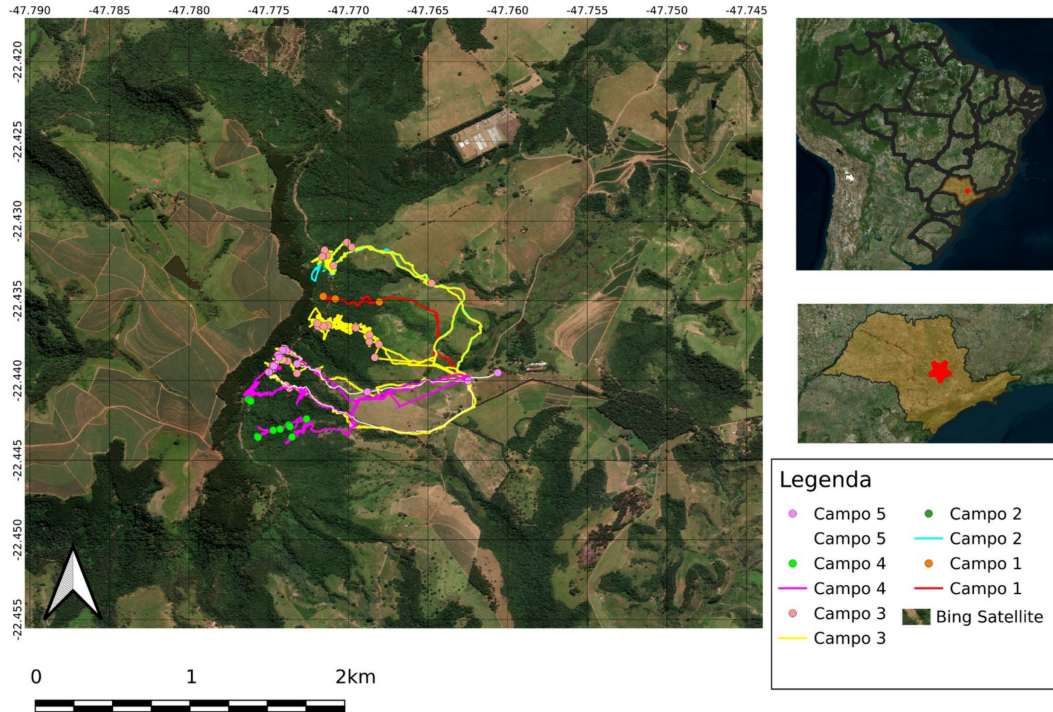 -47.790 -47.785 -47.780 -47.775 -47.770 -47.765 -47.760 -47.755 -47.750 -47.745
-22.420
-22.425
-22.430
-22.435
-22.440
-22.445
-22.450
-22.455
0 1 2km
Legenda
Campo 5 Campo 2
Campo 5 Campo 2
Campo 4 Campo 1
Campo 4 Campo 1
Campo 3 Bing Satellite
Campo 3